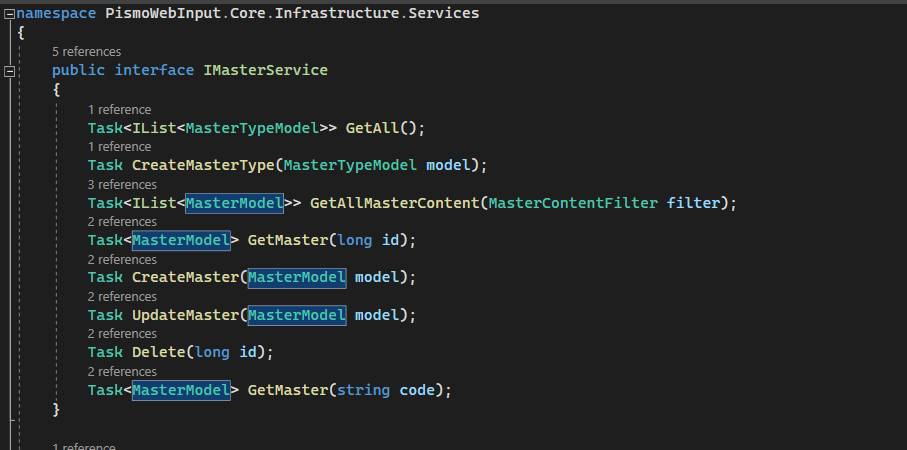 namespace PismoWebInput.Core.Infrastructure.Services
{
5 references
public interface IMasterService
{
1 reference
Task<IList<MasterTypeModel>> GetAll();
1 reference
Task CreateMasterType(MasterTypeModel model);
3 references
Task<IList<MasterModel>> GetAllMasterContent(MasterContentFilter filter);
2 references
Task<MasterModel> GetMaster(long id);
2 references
Task CreateMaster(MasterModel model);
2 references
Task UpdateMaster(MasterModel model);
2 references
Task Delete(long id);
2 references
Task<MasterModel> GetMaster(string code);
}
1 reference